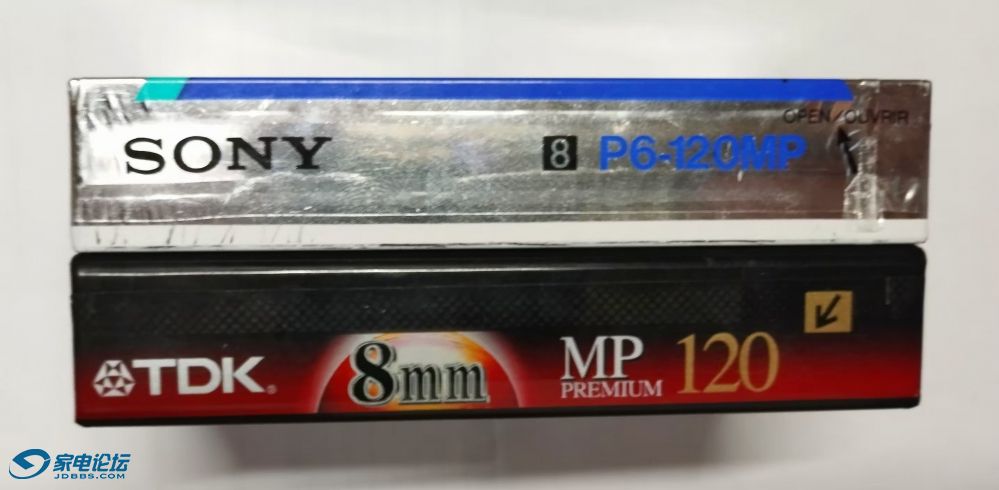 OPEN/OUVRIR
SONY 8 P6-120MP
TDK 8mm MP 120
PREMIUM
家电论坛
JDBBS.COM